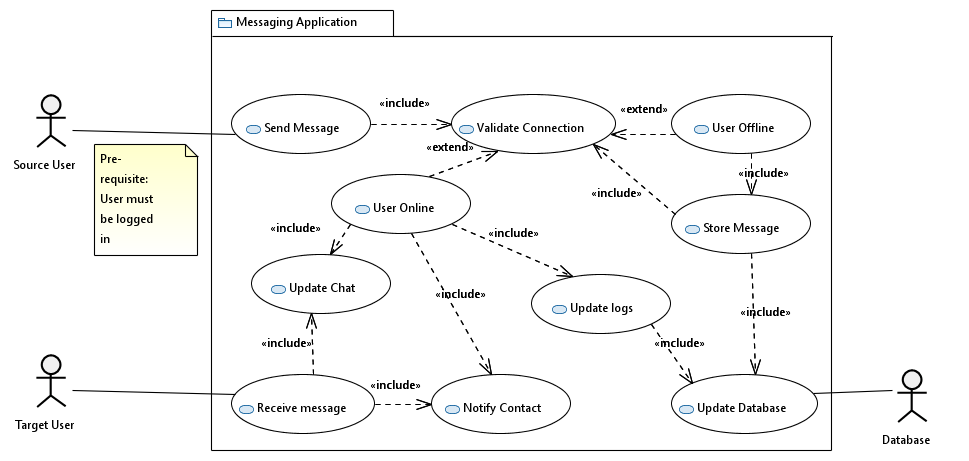 Messaging Application
«include»
«extend»
Send Message
Validate Connection
User Offline
«extend»
Source User
Pre-
requisite:
User must
be logged
in
«include»
«include»
User Online
Store Message
«include»
«include»
Update Chat
«include»
Update logs
«include»
«include»
«include»
«include»
Receive message
Notify Contact
Update Database
Target User
Database